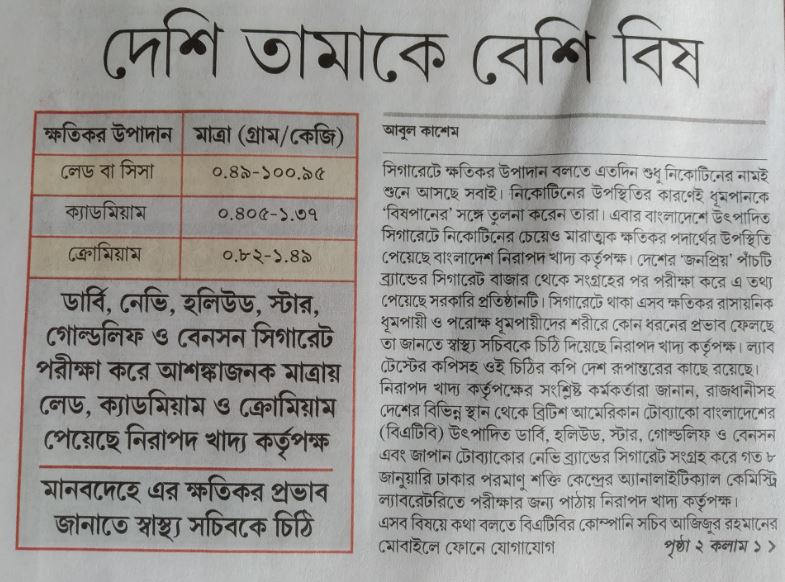 দেশি তামাকে বেশি বিষ
ক্ষতিকর উপাদান মাত্রা (গ্রাম/কেজি)
লেড বা সিসা ০.৪৯-১০০.৯৫
ক্যাডমিয়াম ০.৪০৫-১.৩৭
ক্রোমিয়াম ০.৮২-১.৪৯
ডার্বি, নেভি, হলিউড, স্টার,
গোল্ডলিফ ও বেনসন সিগারেট
পরীক্ষা করে আশঙ্কাজনক মাত্রায়
লেড, ক্যাডমিয়াম ও ক্রোমিয়াম
পেয়েছে নিরাপদ খাদ্য কর্তৃপক্ষ
মানবদেহে এর ক্ষতিকর প্রভাব
জানাতে স্বাস্থ্য সচিবকে চিঠি
আবুল কাশেম
সিগারেটে ক্ষতিকর উপাদান বলতে এতদিন শুধু নিকোটিনের নামই
শুনে আসছে সবাই। নিকোটিনের উপস্থিতির কারণেই ধূমপানকে
‘বিষপানের’ সঙ্গে তুলনা করেন তারা। এবার বাংলাদেশে উৎপাদিত
সিগারেটে নিকোটিনের চেয়েও মারাত্মক ক্ষতিকর পদার্থের উপস্থিতি
পেয়েছে বাংলাদেশ নিরাপদ খাদ্য কর্তৃপক্ষ। দেশের ‘জনপ্রিয়’ পাঁচটি
ব্র্যান্ডের সিগারেট বাজার থেকে সংগ্রহের পর পরীক্ষা করে এ তথ্য
পেয়েছে সরকারি প্রতিষ্ঠানটি। সিগারেটে থাকা এসব ক্ষতিকর রাসায়নিক
ধূমপায়ী ও পরোক্ষ ধূমপায়ীদের শরীরে কোন ধরনের প্রভাব ফেলছে
তা জানতে স্বাস্থ্য সচিবকে চিঠি দিয়েছে নিরাপদ খাদ্য কর্তৃপক্ষ। ল্যাব
টেস্টের কপিসহ ওই চিঠির কপি দেশ রূপান্তরের কাছে রয়েছে।
নিরাপদ খাদ্য কর্তৃপক্ষের সংশ্লিষ্ট কর্মকর্তারা জানান, রাজধানীসহ
দেশের বিভিন্ন স্থান থেকে ব্রিটিশ আমেরিকান টোব্যাকো বাংলাদেশের
(বিএটিবি) উৎপাদিত ডার্বি, হলিউড, স্টার, গোল্ডলিফ ও বেনসন
এবং জাপান টোব্যাকোর নেভি ব্র্যান্ডের সিগারেট সংগ্রহ করে গত ৮
জানুয়ারি ঢাকার পরমাণু শক্তি কেন্দ্রের অ্যানালাইটিক্যাল কেমিস্ট্রি
ল্যাবরেটরিতে পরীক্ষার জন্য পাঠায় নিরাপদ খাদ্য কর্তৃপক্ষ।
এসব বিষয়ে কথা বলতে বিএটিবির কোম্পানি সচিব আজিজুর রহমানের
মোবাইলে ফোনে যোগাযোগ পৃষ্ঠা ২ কলাম ১ >